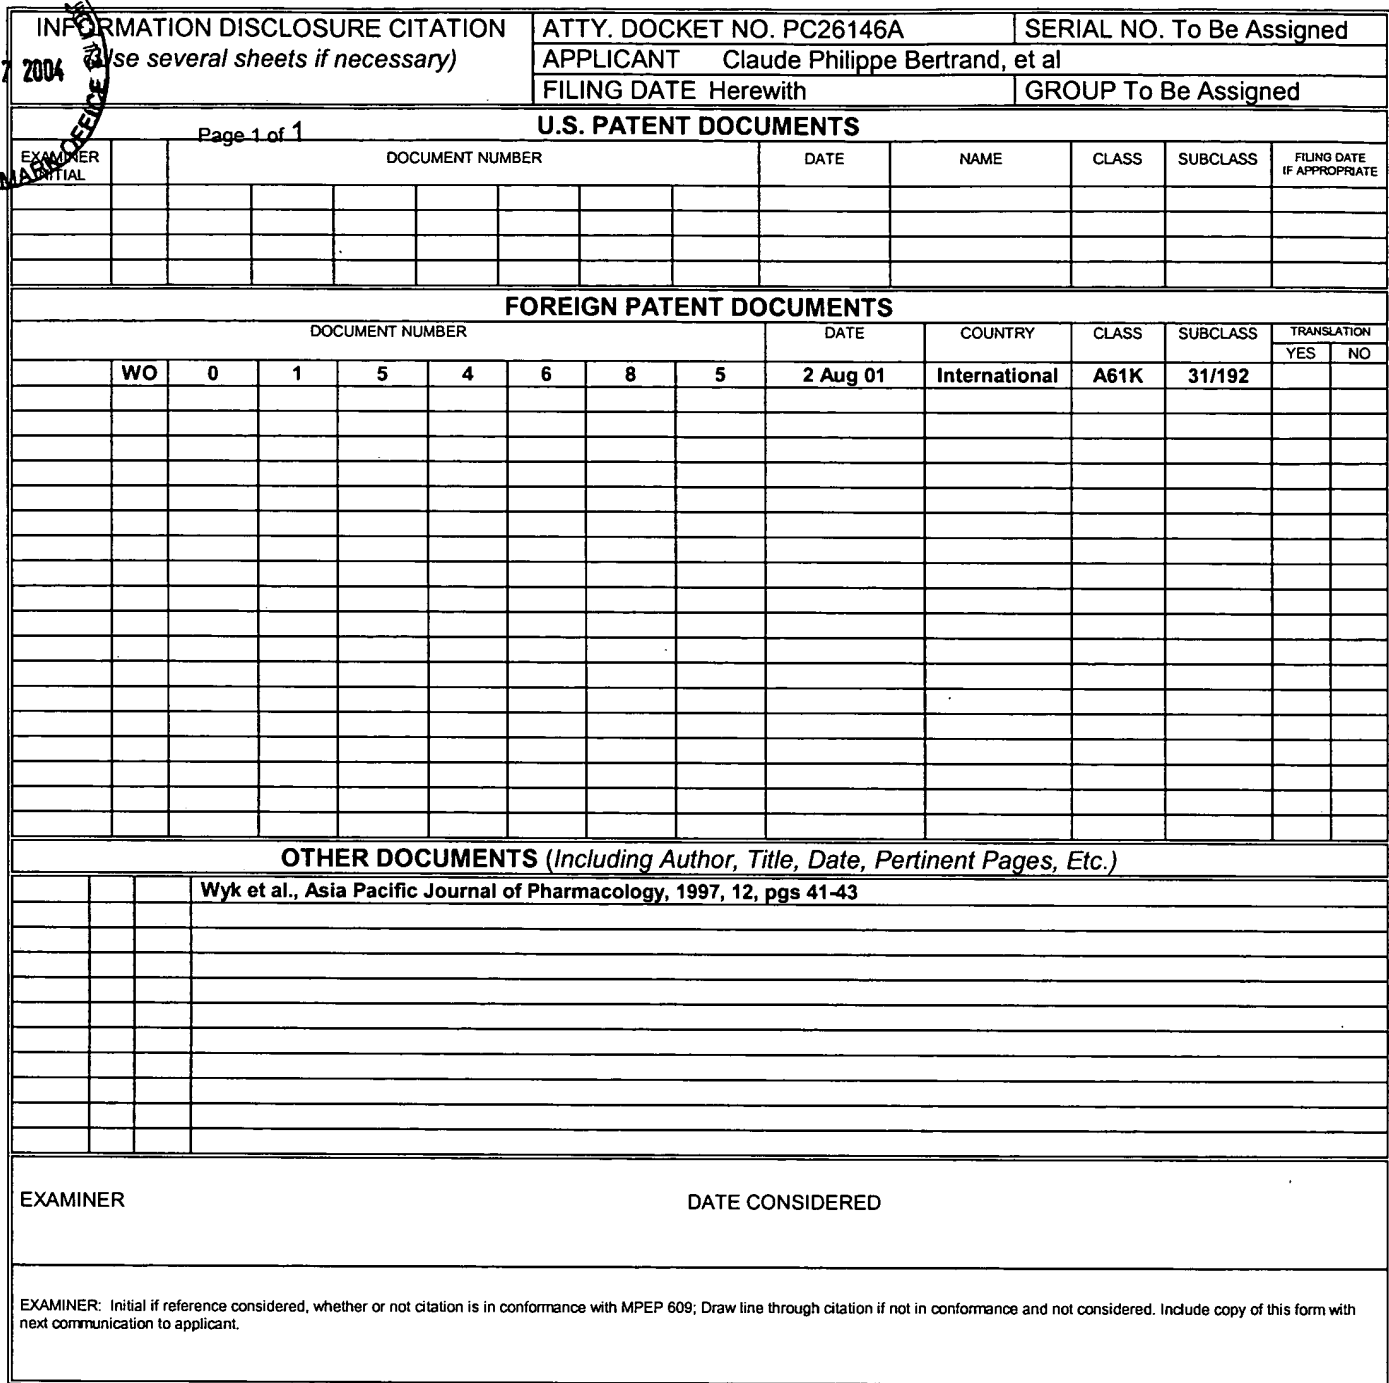 INFORMATION DISCLOSURE CITATION
(Use several sheets if necessary)
ATTY. DOCKET NO. PC26146A
SERIAL NO. To Be Assigned
APPLICANT Claude Philippe Bertrand, et al
FILING DATE Herewith
GROUP To Be Assigned
2004
OFFICE
MARK
Page 1 of 1
U.S. PATENT DOCUMENTS
EXAMINER INITIAL DOCUMENT NUMBER DATE NAME CLASS SUBCLASS FILING DATE IF APPROPRIATE
FOREIGN PATENT DOCUMENTS
DOCUMENT NUMBER DATE COUNTRY CLASS SUBCLASS TRANSLATION
YES NO
WO 0 1 5 4 6 8 5 2 Aug 01 International A61K 31/192
OTHER DOCUMENTS (Including Author, Title, Date, Pertinent Pages, Etc.)
Wyk et al., Asia Pacific Journal of Pharmacology, 1997, 12, pgs 41-43
EXAMINER
DATE CONSIDERED
EXAMINER: Initial if reference considered, whether or not citation is in conformance with MPEP 609; Draw line through citation if not in conformance and not considered. Include copy of this form with
next communication to applicant.